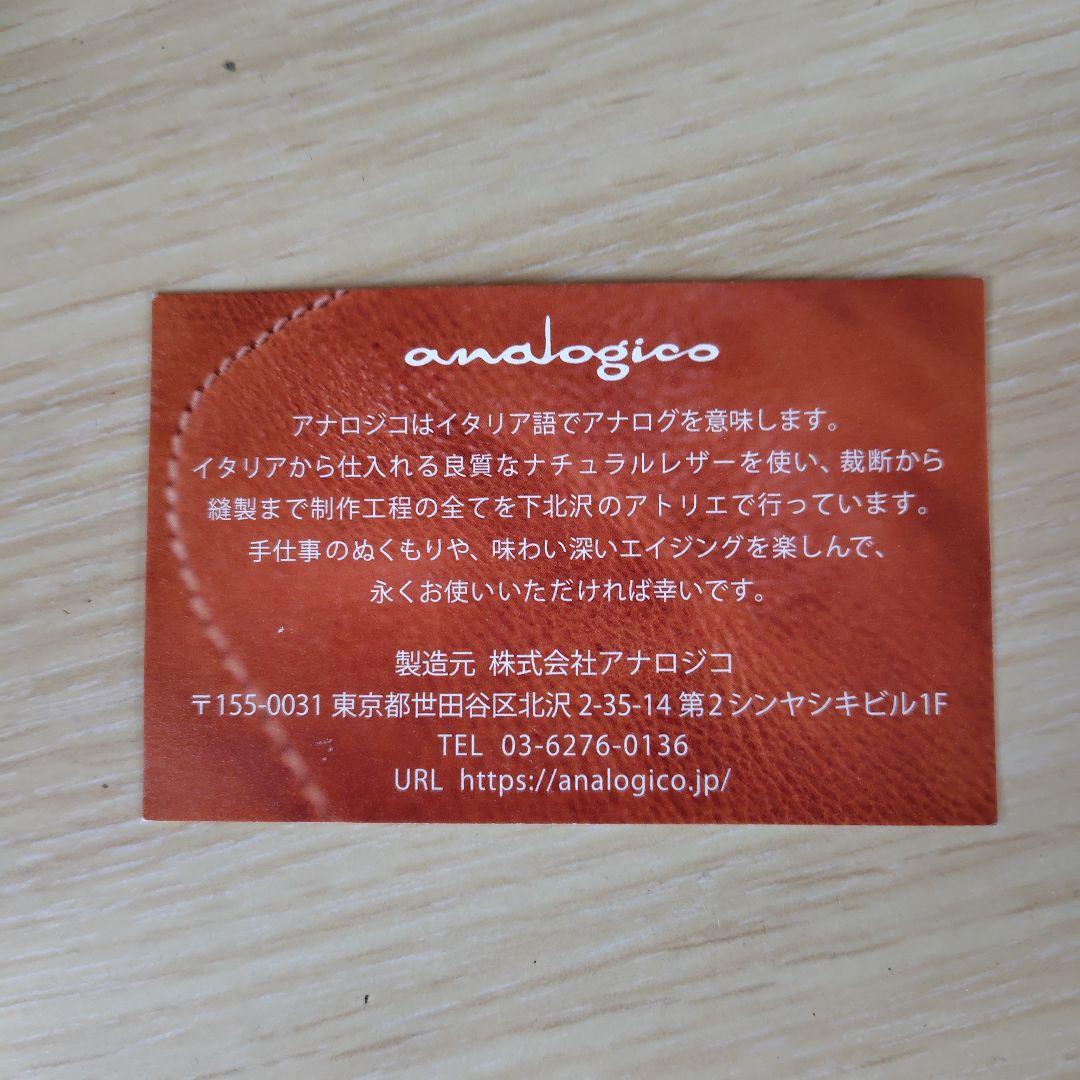 analogico
アナロジコはイタリア語でアナログを意味します。
イタリアから仕入れる良質なナチュラルレザーを使い、裁断から
縫製まで制作工程の全てを下北沢のアトリエで行っています。
手仕事のぬくもりや、味わい深いエイジングを楽しんで、
永くお使いいただければ幸いです。
製造元 株式会社アナロジコ
〒155-0031 東京都世田谷区北沢 2-35-14 第2シンヤシキビル1F
TEL 03-6276-0136
URL https://analogico.jp/